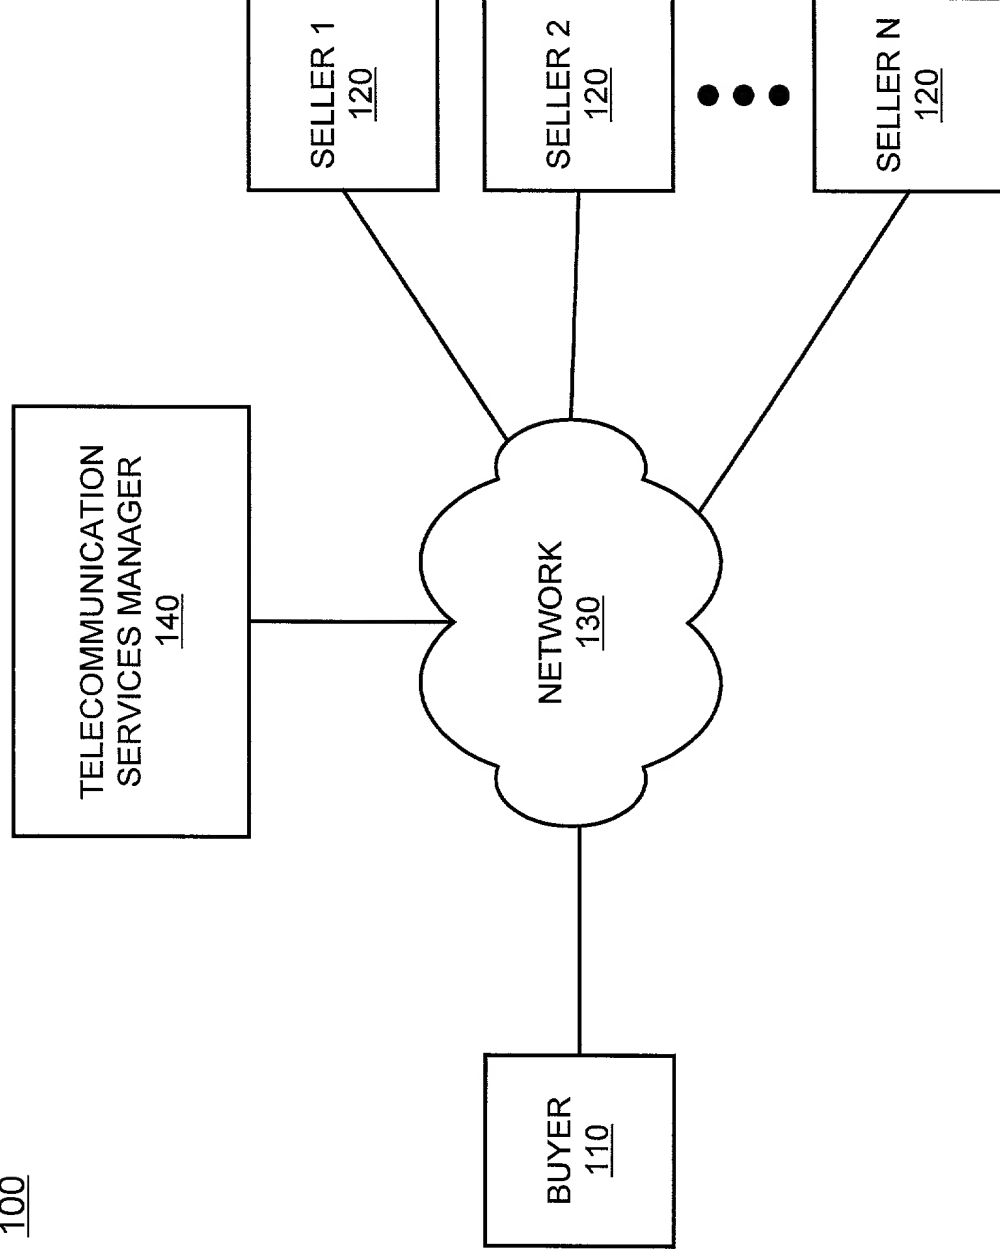 100
TELECOMMUNICATION
SERVICES MANAGER
140
BUYER
110
NETWORK
130
SELLER 1
120
SELLER 2
120
SELLER N
120